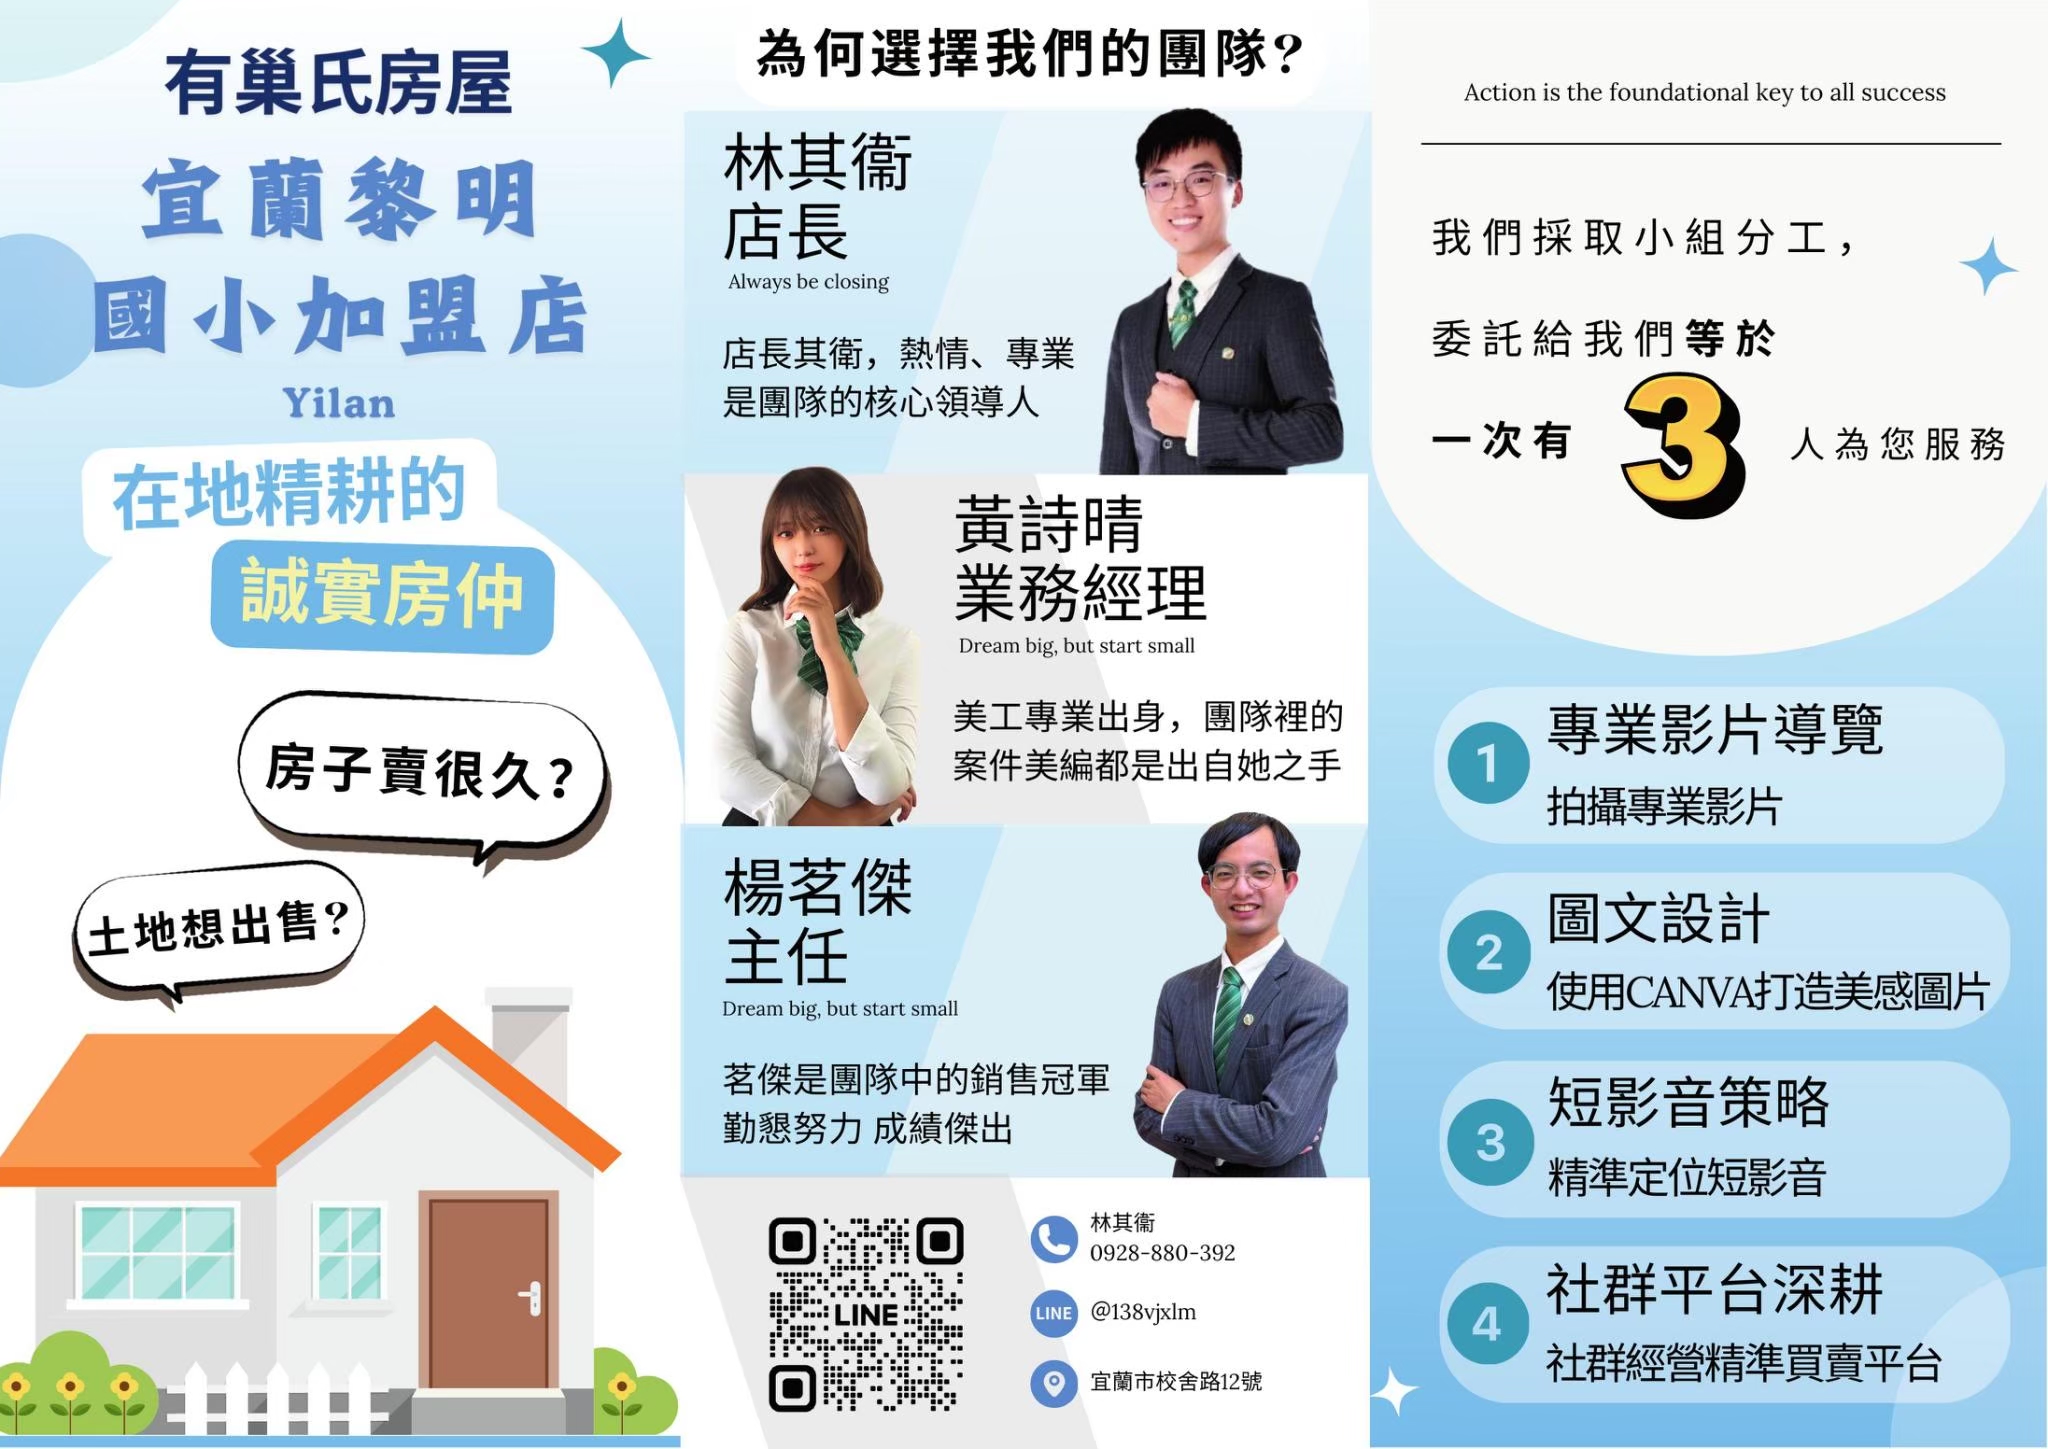 有巢氏房屋
宜蘭黎明
國小加盟店
Yilan
在地精耕的
誠實房仲
房子賣很久?
土地想出售?
為何選擇我們的團隊?
林其衞
店長
Always be closing
店長其衛，熱情、專業
是團隊的核心領導人
黃詩晴
業務經理
Dream big, but start small
美工專業出身，團隊裡的
案件美編都是出自她之手
楊茗傑
主任
Dream big, but start small
茗傑是團隊中的銷售冠軍
勤懇努力 成績傑出
LINE
林其衞
0928-880-392
LINE @138vjxlm
宜蘭市校舍路12號
Action is the foundational key to all success
我們採取小組分工，
委託給我們等於
一次有 3 人為您服務
1 專業影片導覽
拍攝專業影片
2 圖文設計
使用CANVA打造美感圖片
3 短影音策略
精準定位短影音
4 社群平台深耕
社群經營精準買賣平台